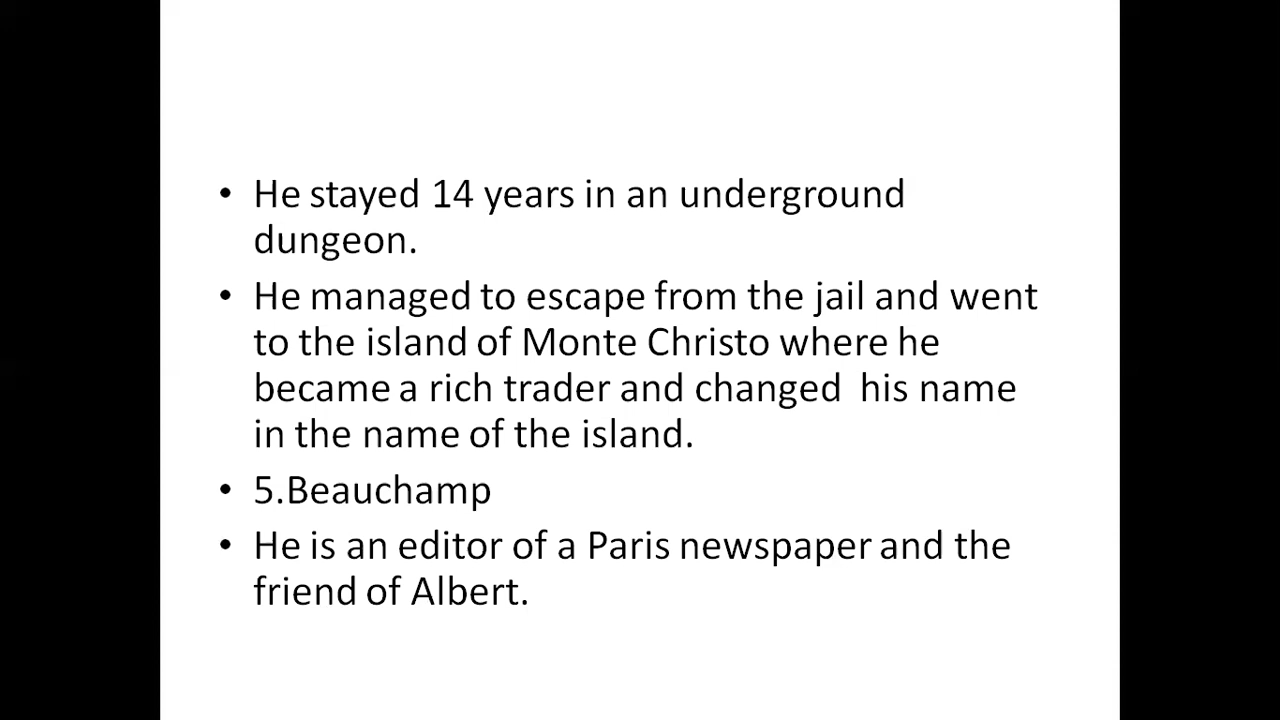 • He stayed 14 years in an underground
dungeon.
• He managed to escape from the jail and went
to the island of Monte Christo where he
became a rich trader and changed  his name
in the name of the island.
• 5.Beauchamp
• He is an editor of a Paris newspaper and the
friend of Albert.